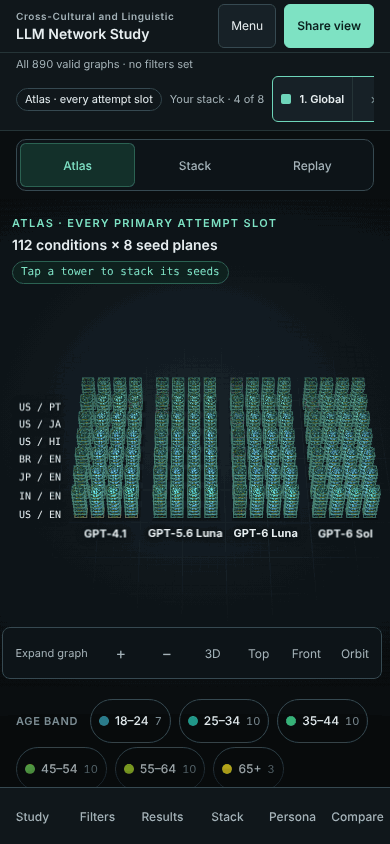 Cross-Cultural and Linguistic
LLM Network Study
Menu
Share view
All 890 valid graphs · no filters set
Atlas · every attempt slot
Your stack · 4 of 8
1. Global
Atlas
Stack
Replay
ATLAS · EVERY PRIMARY ATTEMPT SLOT
112 conditions × 8 seed planes
Tap a tower to stack its seeds
US / PT
US / JA
US / HI
BR / EN
JP / EN
IN / EN
US / EN
GPT-4.1
GPT-5.6 Luna
GPT-6 Luna
GPT-6 Sol
Expand graph
+
−
3D
Top
Front
Orbit
AGE BAND
18–24 7
25–34 10
35–44 10
45–54 10
55–64 10
65+ 3
Study
Filters
Results
Stack
Persona
Compare